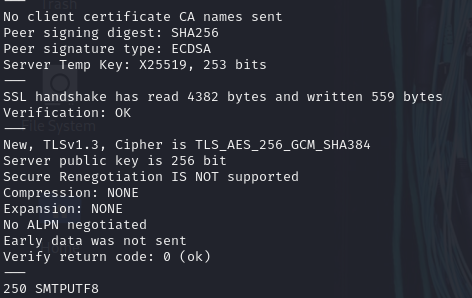 Trash
No client certificate CA names sent
Peer signing digest: SHA256
Peer signature type: ECDSA
Server Temp Key: X25519, 253 bits
---
SSL handshake has read 4382 bytes and written 559 bytes
Verification: OK
File System
---
New, TLSv1.3, Cipher is TLS_AES_256_GCM_SHA384
Server public key is 256 bit
Secure Renegotiation IS NOT supported
Compression: NONE
Expansion: NONE
No ALPN negotiated
Early data was not sent
Verify return code: 0 (ok)
---
250 SMTPUTF8